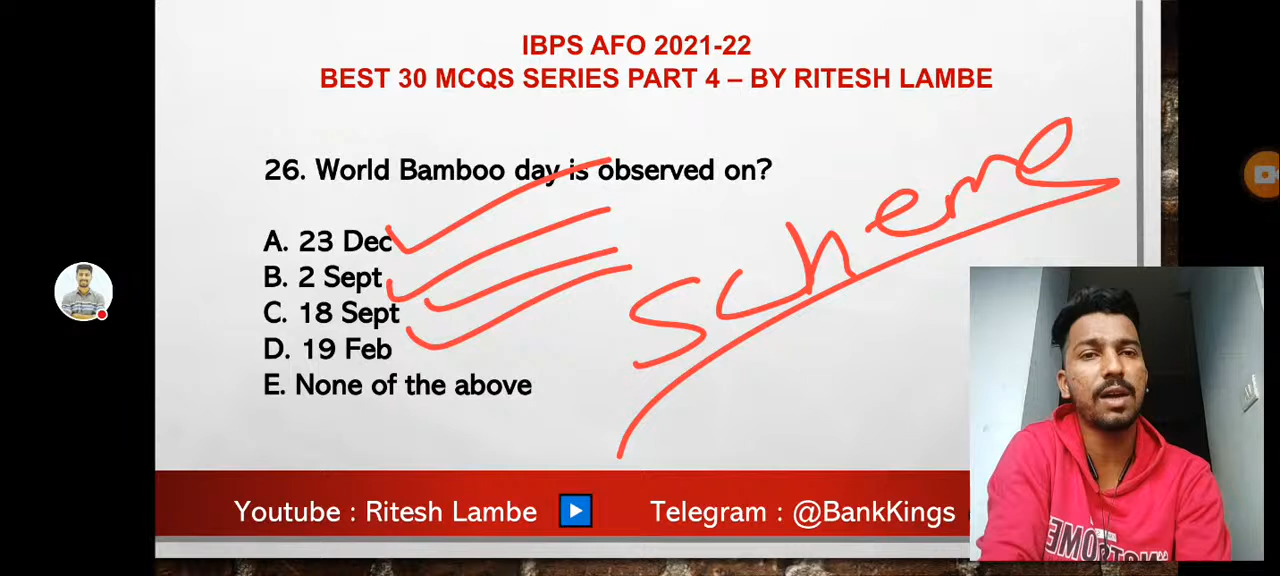 IBPS AFO 2021-22
BEST 30 MCQS SERIES PART 4 – BY RITESH LAMBE
26. World Bamboo day is observed on?
A. 23 Dec
B. 2 Sept
C. 18 Sept
D. 19 Feb
E. None of the above
Scheme
Youtube : Ritesh Lambe
Telegram : @BankKings